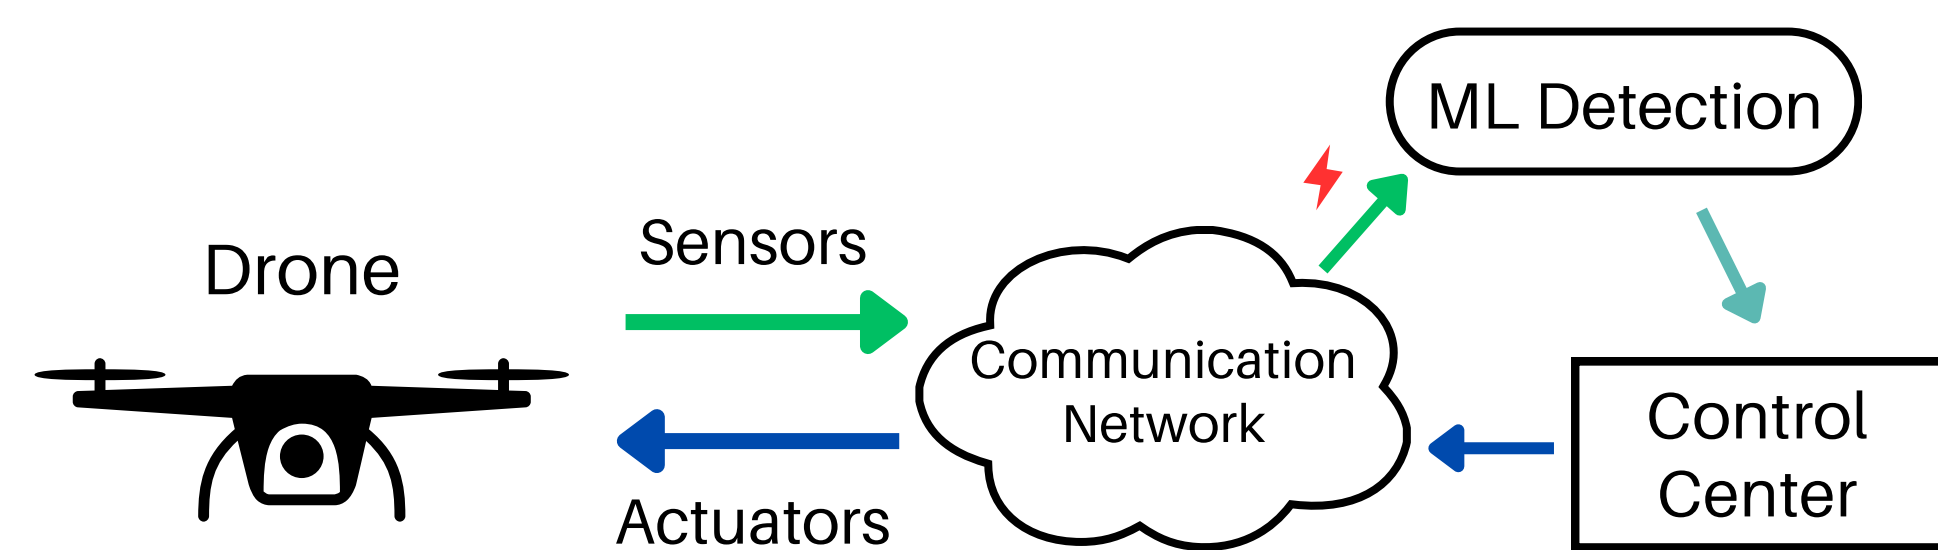 ML Detection
Sensors
Drone
Communication
Network
Control
Center
Actuators